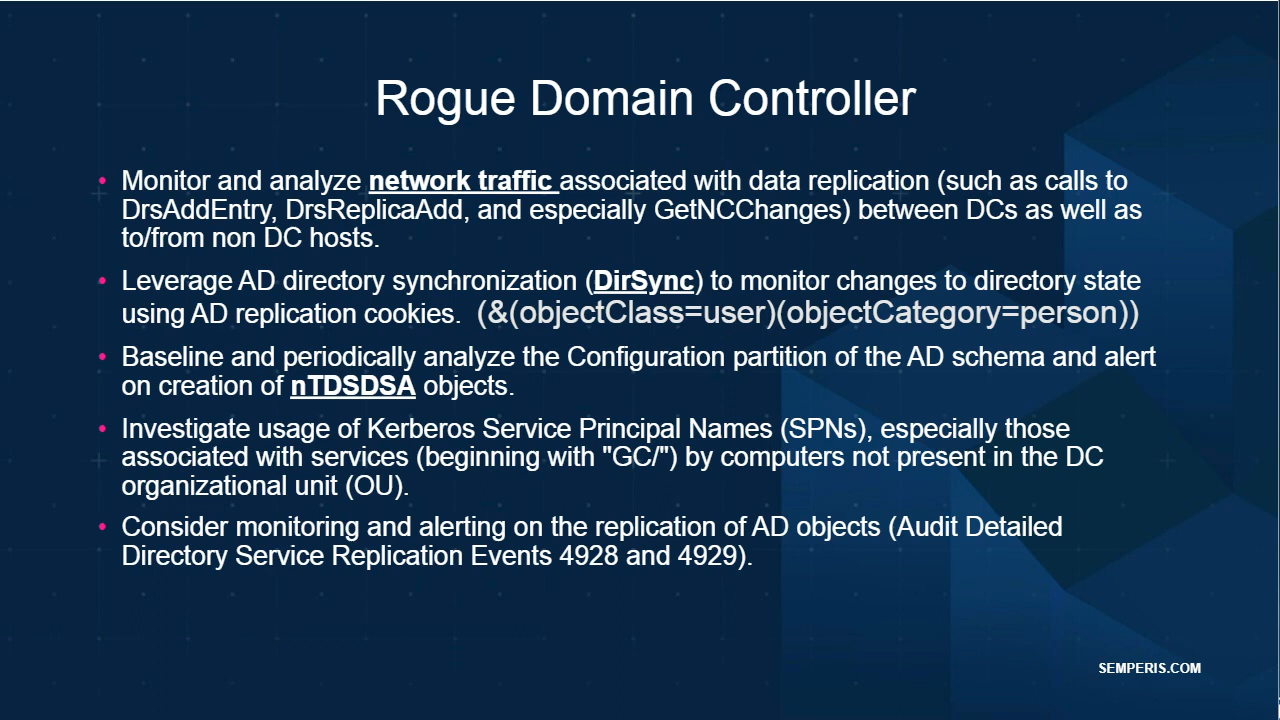 Rogue Domain Controller
• Monitor and analyze network traffic associated with data replication (such as calls to
DrsAddEntry, DrsReplicaAdd, and especially GetNCChanges) between DCs as well as
to/from non DC hosts.
• Leverage AD directory synchronization (DirSync) to monitor changes to directory state
using AD replication cookies. (&(objectClass=user)(objectCategory=person))
• Baseline and periodically analyze the Configuration partition of the AD schema and alert
on creation of nTDSDSA objects.
• Investigate usage of Kerberos Service Principal Names (SPNs), especially those
associated with services (beginning with "GC/") by computers not present in the DC
organizational unit (OU).
• Consider monitoring and alerting on the replication of AD objects (Audit Detailed
Directory Service Replication Events 4928 and 4929).
SEMPERIS.COM